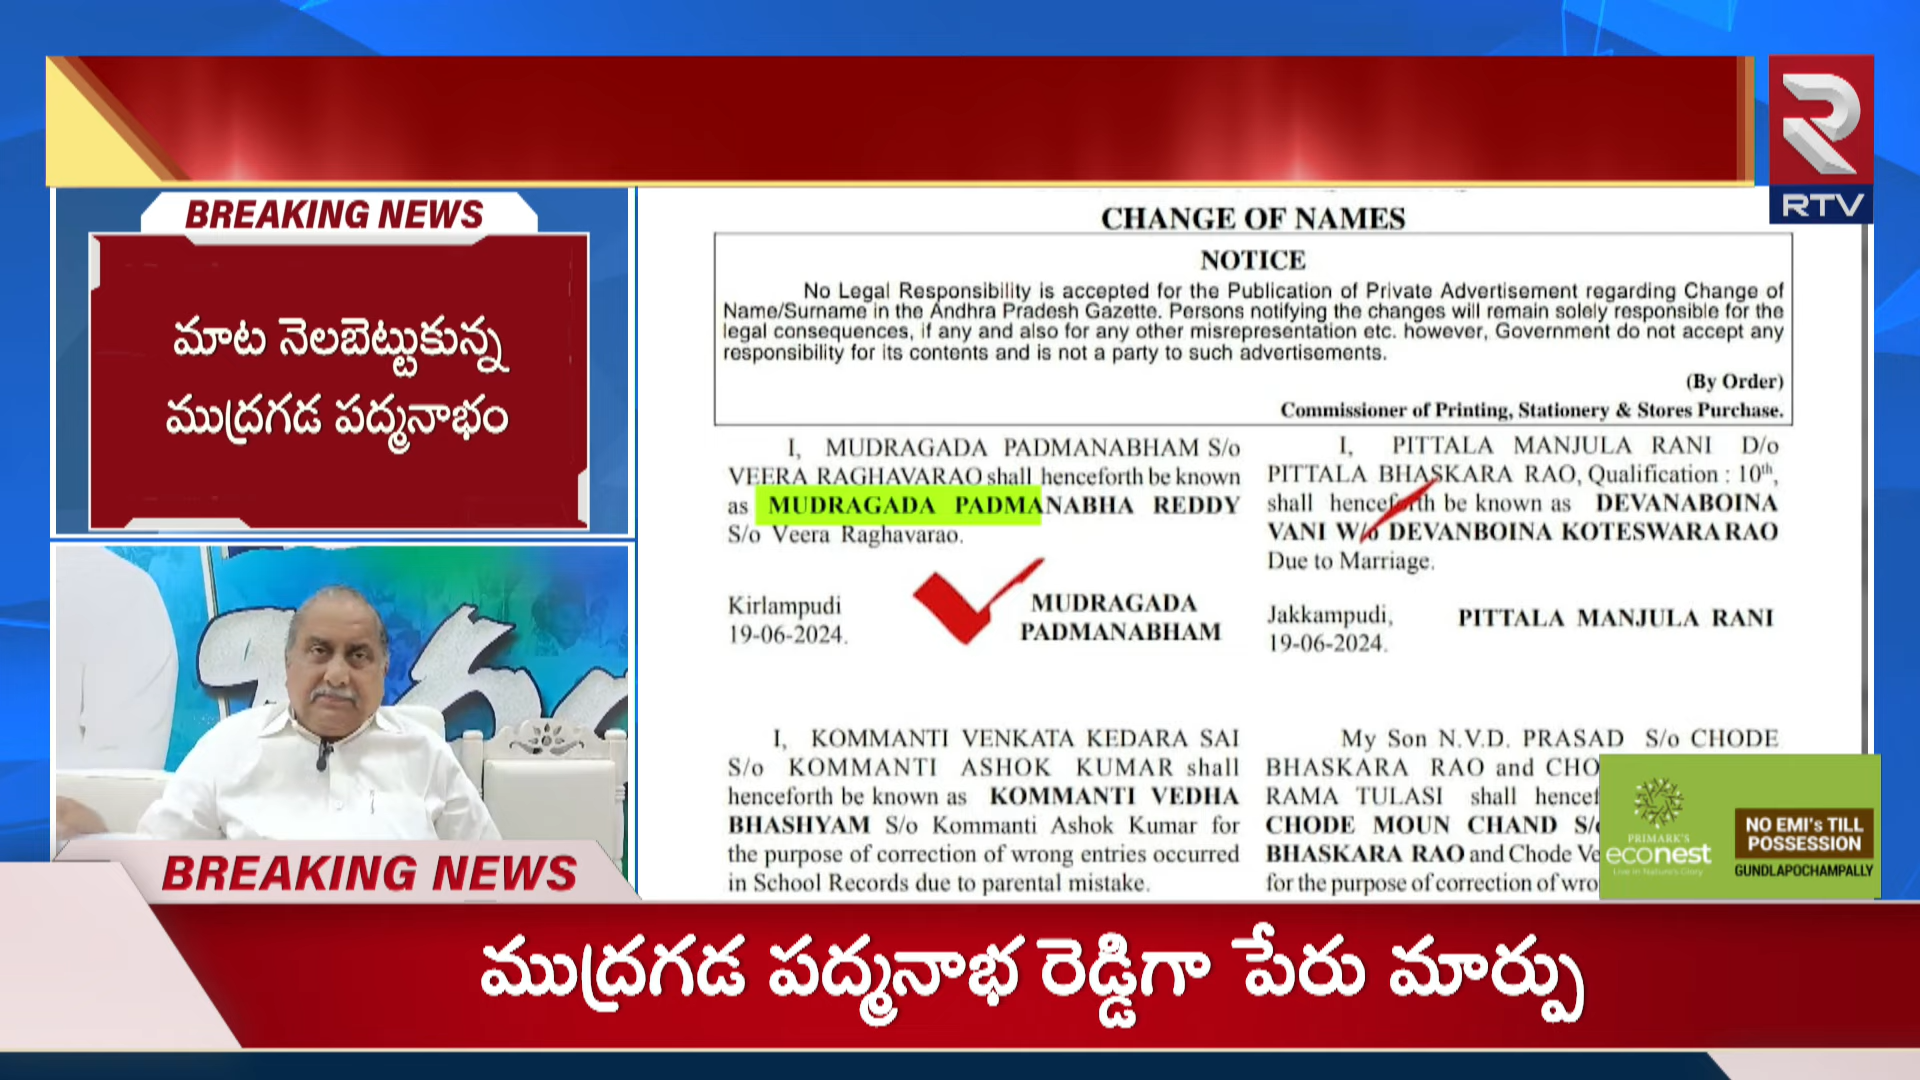 RTV
BREAKING NEWS
మాట నెలబెట్టుకున్న
ముద్రగడ పద్మనాభం
CHANGE OF NAMES
NOTICE
No Legal Responsibility is accepted for the Publication of Private Advertisement regarding Change of
Name/Surname in the Andhra Pradesh Gazette. Persons notifying the changes will remain solely responsible for the
legal consequences, if any and also for any other misrepresentation etc. however, Government do not accept any
responsibility for its contents and is not a party to such advertisements.
(By Order)
Commissioner of Printing, Stationery & Stores Purchase.
I, MUDRAGADA PADMANABHAM S/o
VEERA RAGHAVARAO shall henceforth be known
as MUDRAGADA PADMANABHA REDDY
S/o Veera Raghavarao.
Kirlampudi
19-06-2024.
MUDRAGADA
PADMANABHAM
I, PITTALA MANJULA RANI D/o
PITTALA BHASKARA RAO, Qualification : 10th,
shall henceforth be known as DEVANABOINA
VANI W/o DEVANBOINA KOTESWARA RAO
Due to Marriage.
Jakkampudi,
19-06-2024.
PITTALA MANJULA RANI
I, KOMMANTI VENKATA KEDARA SAI
S/o KOMMANTI ASHOK KUMAR shall
henceforth be known as KOMMANTI VEDHA
BHASHYAM S/o Kommanti Ashok Kumar for
the purpose of correction of wrong entries occurred
in School Records due to parental mistake.
My Son N.V.D. PRASAD S/o CHODE
BHASKARA RAO and CHO
RAMA TULASI shall hencef
CHODE MOUN CHAND S/o
BHASKARA RAO and Chode Ve
for the purpose of correction of wro
PRIMARK'S
econest
Live in Nature's Glory
NO EMI's TILL
POSSESSION
GUNDLAPOCHAMPALLY
BREAKING NEWS
ముద్రగడ పద్మనాభ రెడ్డిగా పేరు మార్పు